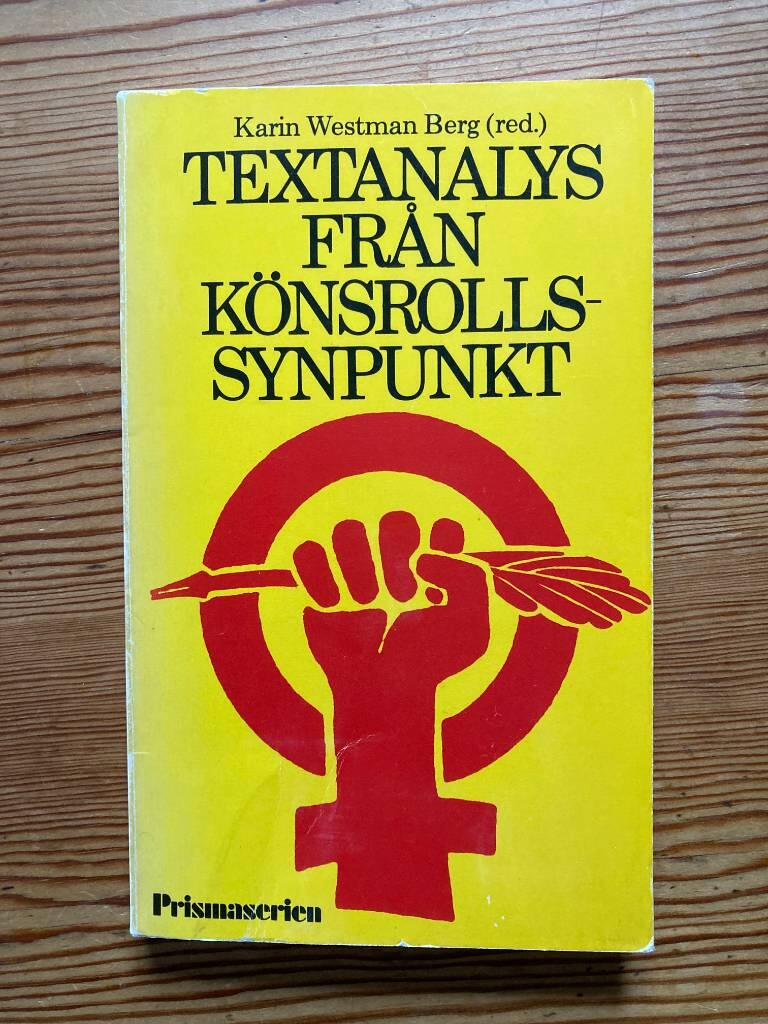 Karin Westman Berg (red.)
TEXTANALYS
FRÅN
KÖNSROLLS-
SYNPUNKT
Prismaserien